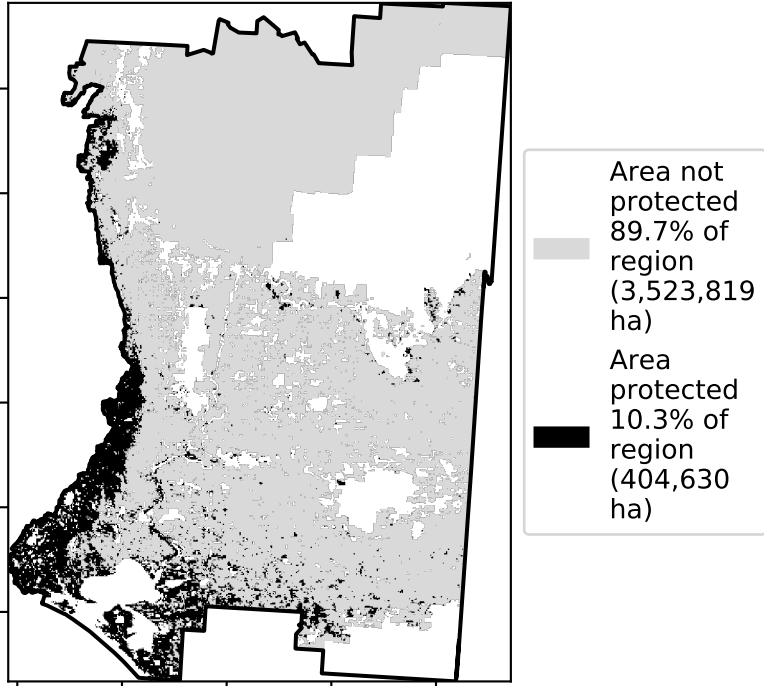 Area not
protected
89.7% of
region
(3,523,819
ha)
Area
protected
10.3% of
region
(404,630
ha)